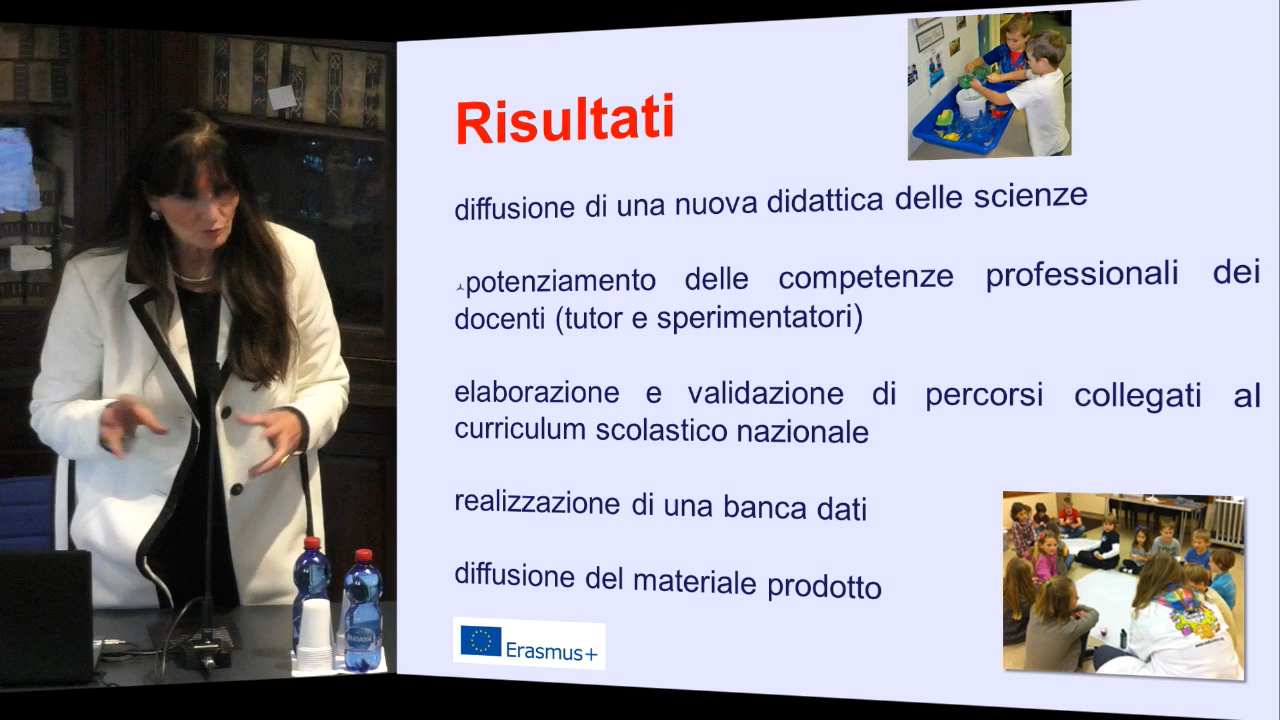 Risultati
diffusione di una nuova didattica delle scienze
potenziamento delle competenze professionali dei
docenti (tutor e sperimentatori)
elaborazione e validazione di percorsi collegati al
curriculum scolastico nazionale
realizzazione di una banca dati
diffusione del materiale prodotto
Erasmus+